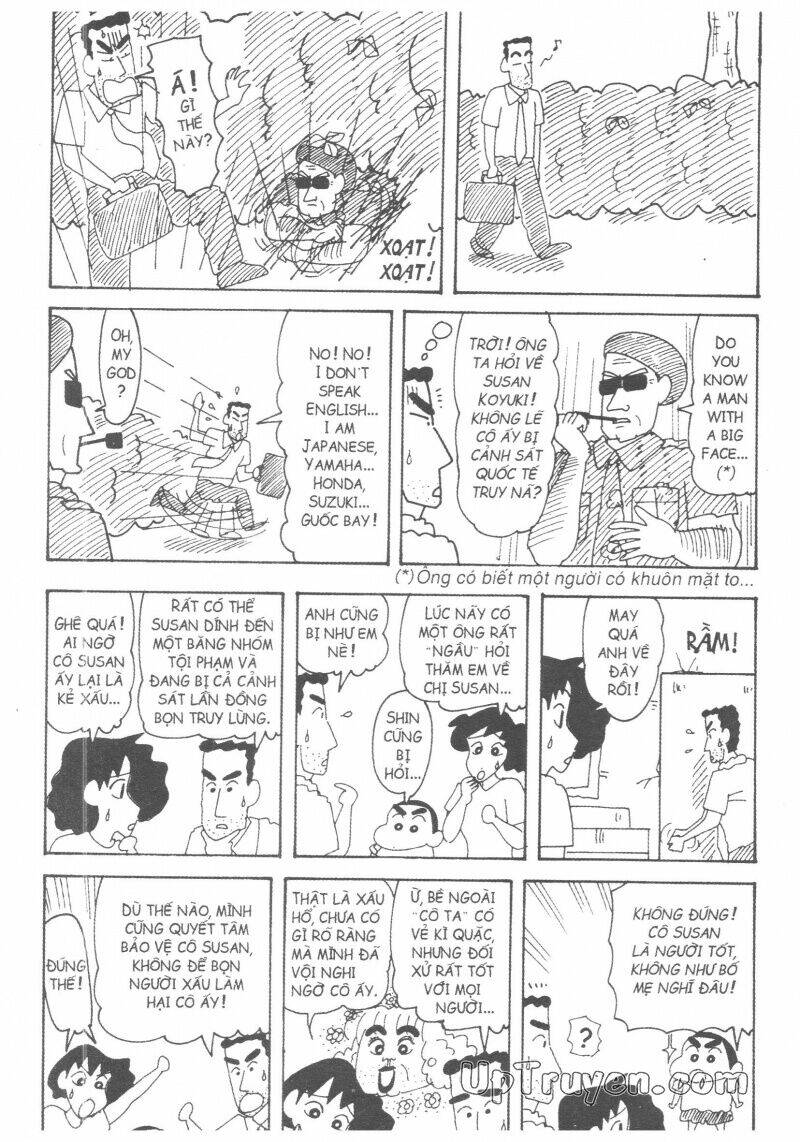 Á!
GÌ
THẾ
NÀY?
XOẠT!
XOẠT!
DO
YOU
KNOW
A MAN
WITH
A BIG
FACE...
(*)
TRỜI! ÔNG
TA HỎI VỀ
SUSAN
KOYUKI!
KHÔNG LẼ
CÔ ẤY BỊ
CẢNH SÁT
QUỐC TẾ
TRUY NÃ?
NO! NO!
I DON'T
SPEAK
ENGLISH...
I AM
JAPANESE,
YAMAHA...
HONDA,
SUZUKI...
GUỐC BAY!
OH,
MY
GOD
?
(*) Ông có biết một người có khuôn mặt to...
RẦM!
MAY
QUÁ
ANH VỀ
ĐÂY
RỒI!
LÚC NÃY CÓ
MỘT ÔNG RẤT
"NGẦU" HỎI
THĂM EM VỀ
CHỊ SUSAN...
SHIN
CŨNG
BỊ
HỎI...
ANH CŨNG
BỊ NHƯ EM
NÈ!
RẤT CÓ THỂ
SUSAN DÍNH ĐẾN
MỘT BĂNG NHÓM
TỘI PHẠM VÀ
ĐANG BỊ CẢ CẢNH
SÁT LẪN ĐỒNG
BỌN TRUY LÙNG.
GHÊ QUÁ!
AI NGỜ
CÔ SUSAN
ẤY LẠI LÀ
KẺ XẤU...
KHÔNG ĐÚNG!
CÔ SUSAN
LÀ NGƯỜI TỐT,
KHÔNG NHƯ BỐ
MẸ NGHĨ ĐÂU!
?
Ừ, BỀ NGOÀI
"CÔ TA" CÓ
VẺ KÌ QUẶC,
NHƯNG ĐỐI
XỬ RẤT TỐT
VỚI MỌI
NGƯỜI...
THẬT LÀ XẤU
HỔ, CHƯA CÓ
GÌ RÕ RÀNG
MÀ MÌNH ĐÃ
VỘI NGHI
NGỜ CÔ ẤY.
DÙ THẾ NÀO, MÌNH
CŨNG QUYẾT TÂM
BẢO VỆ CÔ SUSAN,
KHÔNG ĐỂ BỌN
NGƯỜI XẤU LÀM
HẠI CÔ ẤY!
ĐÚNG
THẾ!
UpTruyen.com